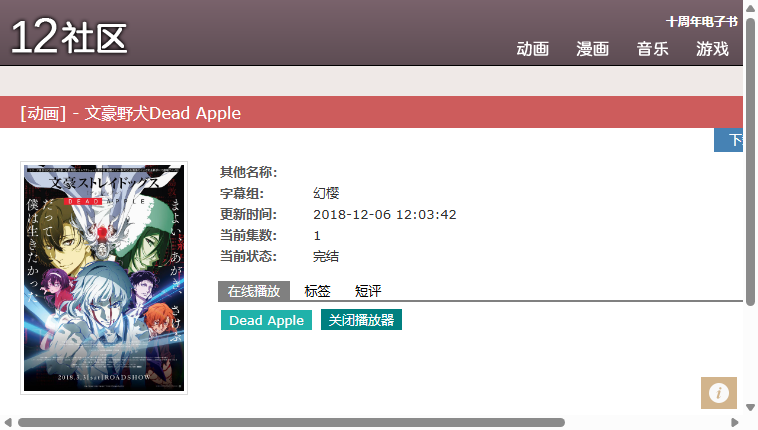 十周年电子书
12社区
动画 漫画 音乐 游戏
[动画] - 文豪野犬Dead Apple
下
其他名称:
字幕组: 幻樱
更新时间: 2018-12-06 12:03:42
当前集数: 1
当前状态: 完结
在线播放 标签 短评
Dead Apple 关闭播放器
文豪ストレイドッグス
DEAD APPLE
まよい、あがき、さけぶ
だって、僕は生きたかった
2018.3.3[sat]ROADSHOW